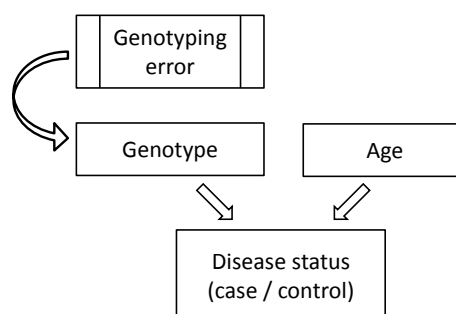 Genotyping
error
Genotype
Age
Disease status
(case / control)